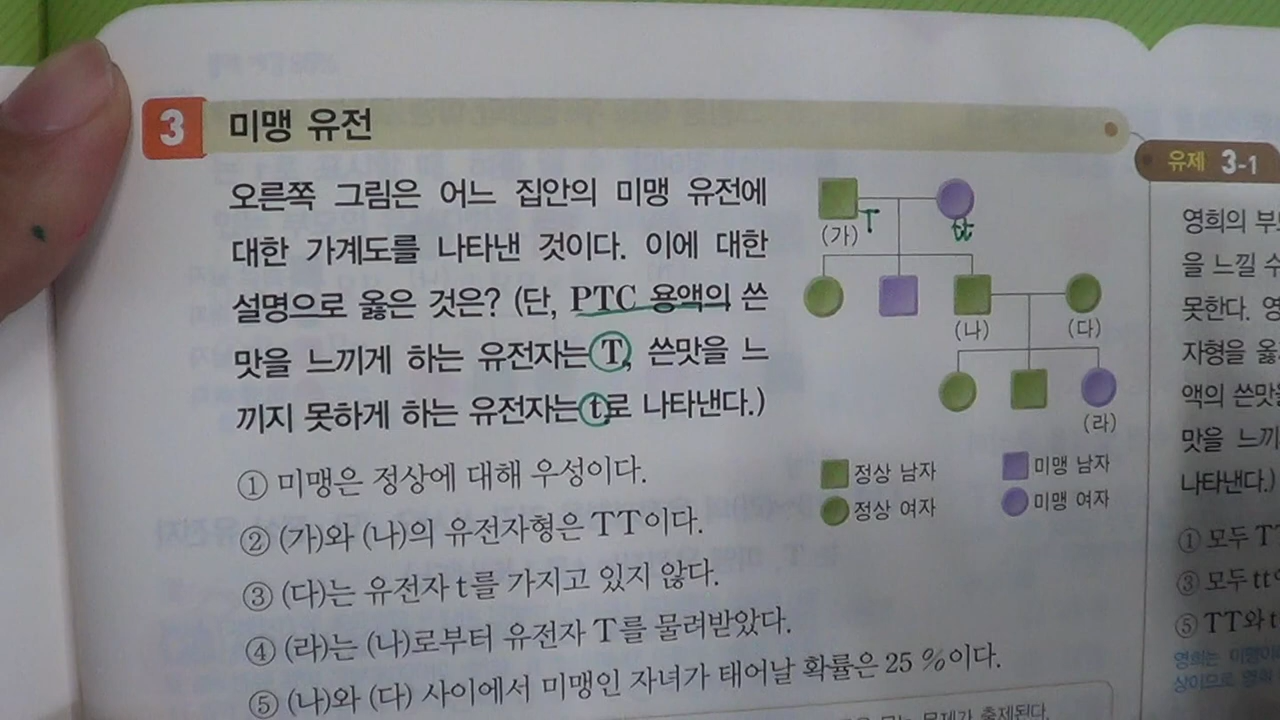 3 미맹 유전
오른쪽 그림은 어느 집안의 미맹 유전에
대한 가계도를 나타낸 것이다. 이에 대한
설명으로 옳은 것은? (단, PTC 용액의 쓴
맛을 느끼게 하는 유전자는 T, 쓴맛을 느
끼지 못하게 하는 유전자는 t로 나타낸다.)
① 미맹은 정상에 대해 우성이다.
② (가)와 (나)의 유전자형은 TT이다.
③ (다)는 유전자 t를 가지고 있지 않다.
④ (라)는 (나)로부터 유전자 T를 물려받았다.
⑤ (나)와 (다) 사이에서 미맹인 자녀가 태어날 확률은 25 %이다.
(가) T tt
(나) (다)
(라)
정상 남자 미맹 남자
정상 여자 미맹 여자
문제가 출제된다.
유제 3-1
영희의
을 느낄
못한다.
액의
맛을
나타낸다.)
① 모두
③ 모두 tt
⑤ TT와
영희는